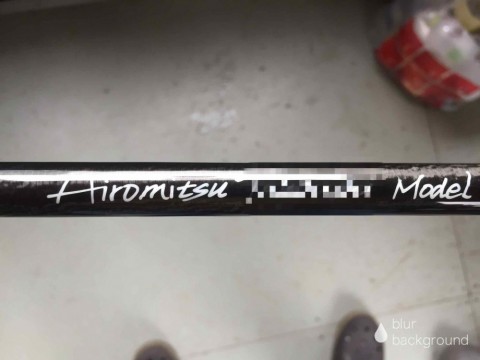 Hiromitsu Model
blur
background